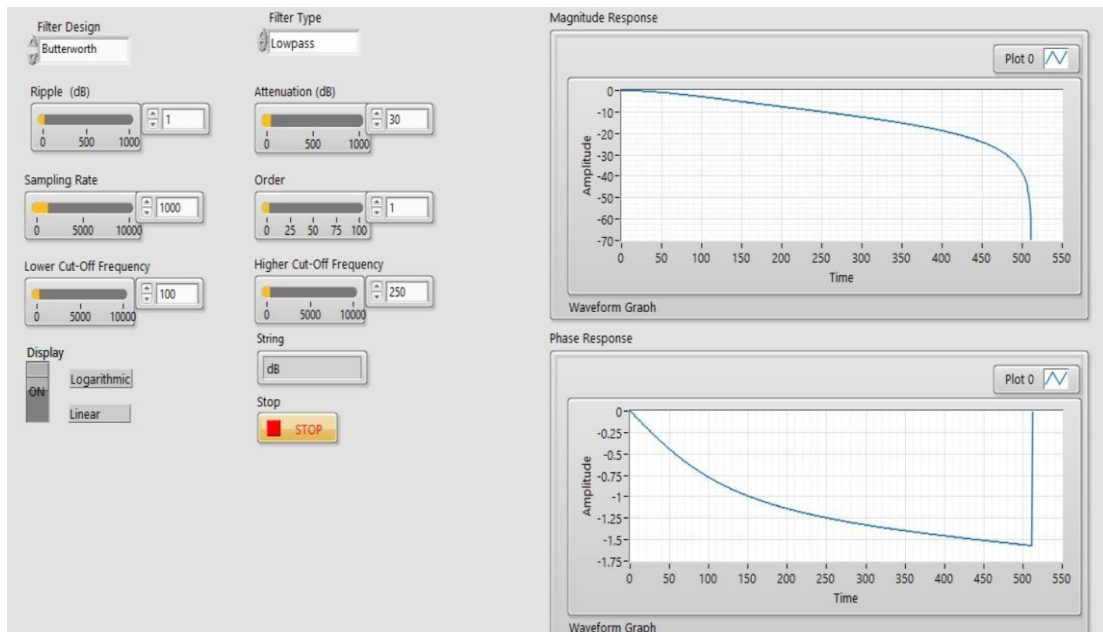 Filter Design
Butterworth
Filter Type
Lowpass
Ripple (dB)
0 500 1000
1
Attenuation (dB)
0 500 1000
30
Sampling Rate
0 5000 10000
1000
Order
0 25 50 75 100
1
Lower Cut-Off Frequency
0 5000 10000
100
Higher Cut-Off Frequency
0 5000 10000
250
Display
ON
Logarithmic
Linear
String
dB
Stop
STOP
Magnitude Response
Plot 0
Amplitude
0
-10
-20
-30
-40
-50
-60
-70
0 50 100 150 200 250 300 350 400 450 500 550
Time
Waveform Graph
Phase Response
Plot 0
Amplitude
0
-0.25
-0.5
-0.75
-1
-1.25
-1.5
-1.75
0 50 100 150 200 250 300 350 400 450 500 550
Time
Waveform Graph